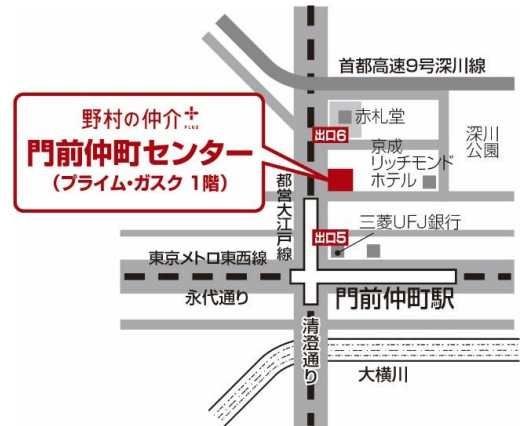 首都高速9号深川線
野村の仲介+
PLUS
門前仲町センター
(プライム・ガスク 1階)
赤札堂
出口6
京成
リッチモンド
ホテル
深川
公園
都営大江戸線
三菱UFJ銀行
出口5
東京メトロ東西線
永代通り
門前仲町駅
清澄通り
大横川